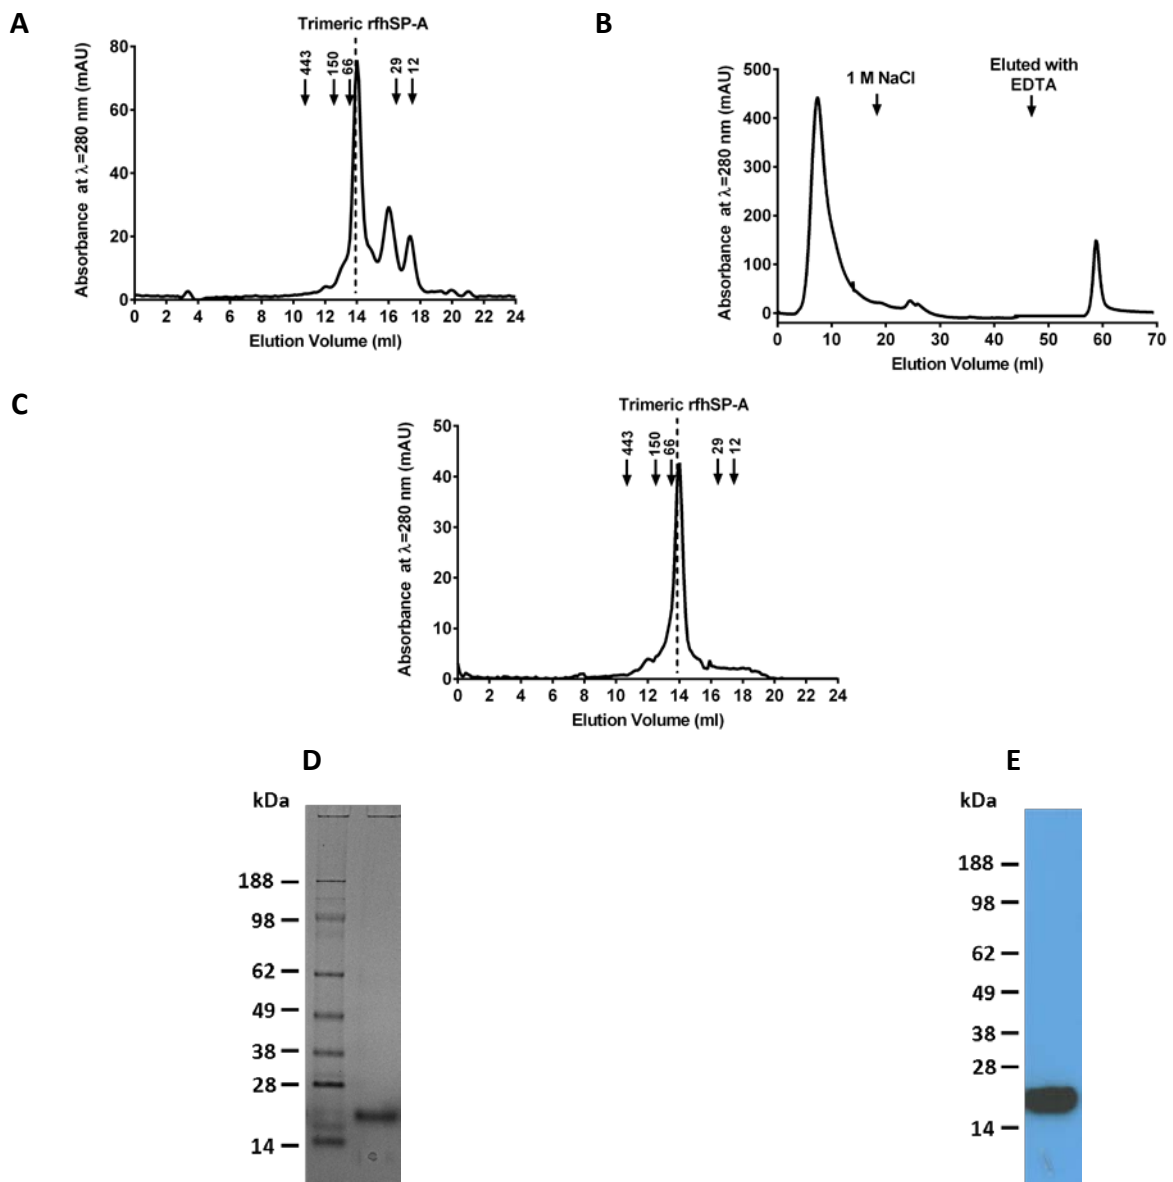 A
Trimeric rfhSP-A
443 150 66 29 12
Absorbance at λ=280 nm (mAU)
80
60
40
20
0
0 2 4 6 8 10 12 14 16 18 20 22 24
Elution Volume (ml)
B
1 M NaCl
Eluted with
EDTA
Absorbance at λ=280 nm (mAU)
500
400
300
200
100
0
0 10 20 30 40 50 60 70
Elution Volume (ml)
C
Trimeric rfhSP-A
443 150 66 29 12
Absorbance at λ=280 nm (mAU)
50
40
30
20
10
0
0 2 4 6 8 10 12 14 16 18 20 22 24
Elution Volume (ml)
D
kDa
188
98
62
49
38
28
14
E
kDa
188
98
62
49
38
28
14